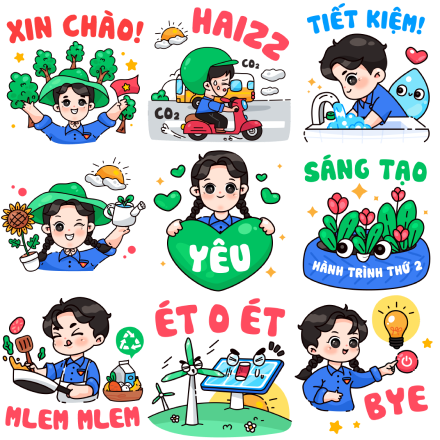 XIN CHÀO!
HAIZZ
CO₂
CO₂
TIẾT KIỆM!
YÊU
SÁNG TẠO
HÀNH TRÌNH THỨ 2
MLEM MLEM
ÉT O ÉT
BYE